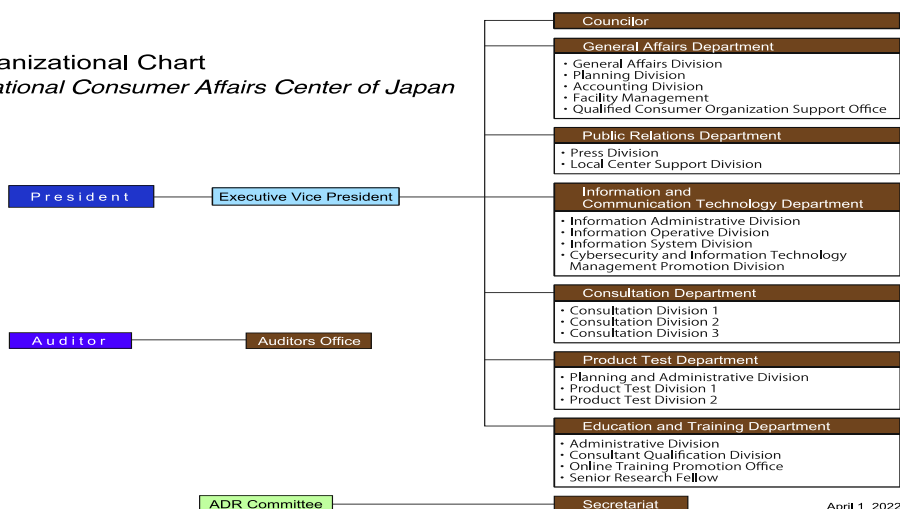 anizational Chart
ational Consumer Affairs Center of Japan
President
Executive Vice President
Auditor
Auditors Office
ADR Committee
Secretariat
Councilor
General Affairs Department
・General Affairs Division
・Planning Division
・Accounting Division
・Facility Management
・Qualified Consumer Organization Support Office
Public Relations Department
・Press Division
・Local Center Support Division
Information and
Communication Technology Department
・Information Administrative Division
・Information Operative Division
・Information System Division
・Cybersecurity and Information Technology
Management Promotion Division
Consultation Department
・Consultation Division 1
・Consultation Division 2
・Consultation Division 3
Product Test Department
・Planning and Administrative Division
・Product Test Division 1
・Product Test Division 2
Education and Training Department
・Administrative Division
・Consultant Qualification Division
・Online Training Promotion Office
・Senior Research Fellow
April 1, 2022